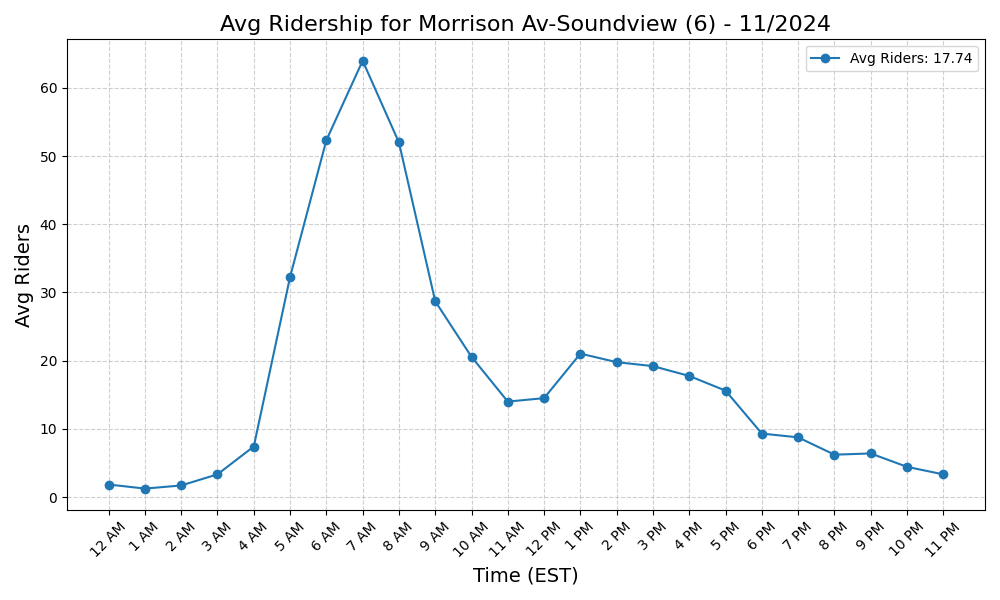 Avg Ridership for Morrison Av-Soundview (6) - 11/2024
Avg Riders: 17.74
Avg Riders
60
50
40
30
20
10
0
12 AM
1 AM
2 AM
3 AM
4 AM
5 AM
6 AM
7 AM
8 AM
9 AM
10 AM
11 AM
12 PM
1 PM
2 PM
3 PM
4 PM
5 PM
6 PM
7 PM
8 PM
9 PM
10 PM
11 PM
Time (EST)